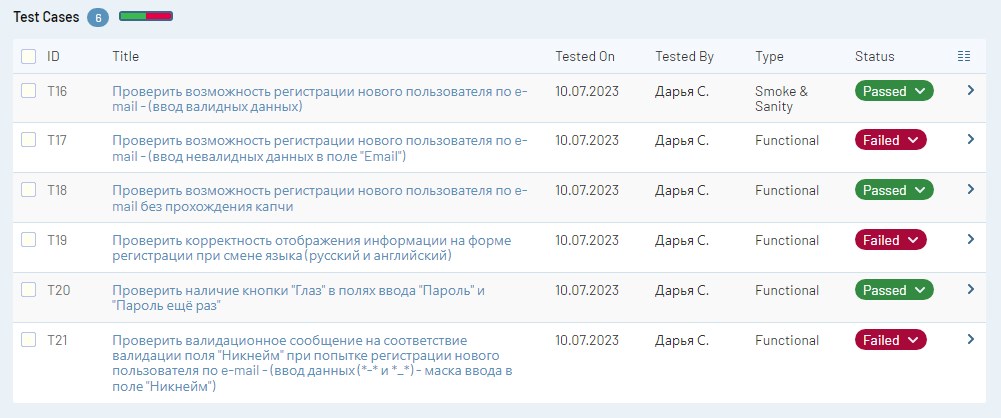 Test Cases 6
ID Title Tested On Tested By Type Status
T16 Проверить возможность регистрации нового пользователя по e- 10.07.2023 Дарья С. Smoke & Passed
mail - (ввод валидных данных) Sanity
T17 Проверить возможность регистрации нового пользователя по e- 10.07.2023 Дарья С. Functional Failed
mail - (ввод невалидных данных в поле "Email")
T18 Проверить возможность регистрации нового пользователя по e- 10.07.2023 Дарья С. Functional Passed
mail без прохождения капчи
T19 Проверить корректность отображения информации на форме 10.07.2023 Дарья С. Functional Failed
регистрации при смене языка (русский и английский)
T20 Проверить наличие кнопки "Глаз" в полях ввода "Пароль" и 10.07.2023 Дарья С. Functional Passed
"Пароль ещё раз"
T21 Проверить валидационное сообщение на соответствие 10.07.2023 Дарья С. Functional Failed
валидации поля "Никнейм" при попытке регистрации нового
пользователя по e-mail - (ввод данных (*-* и *_*) - маска ввода в
поле "Никнейм")